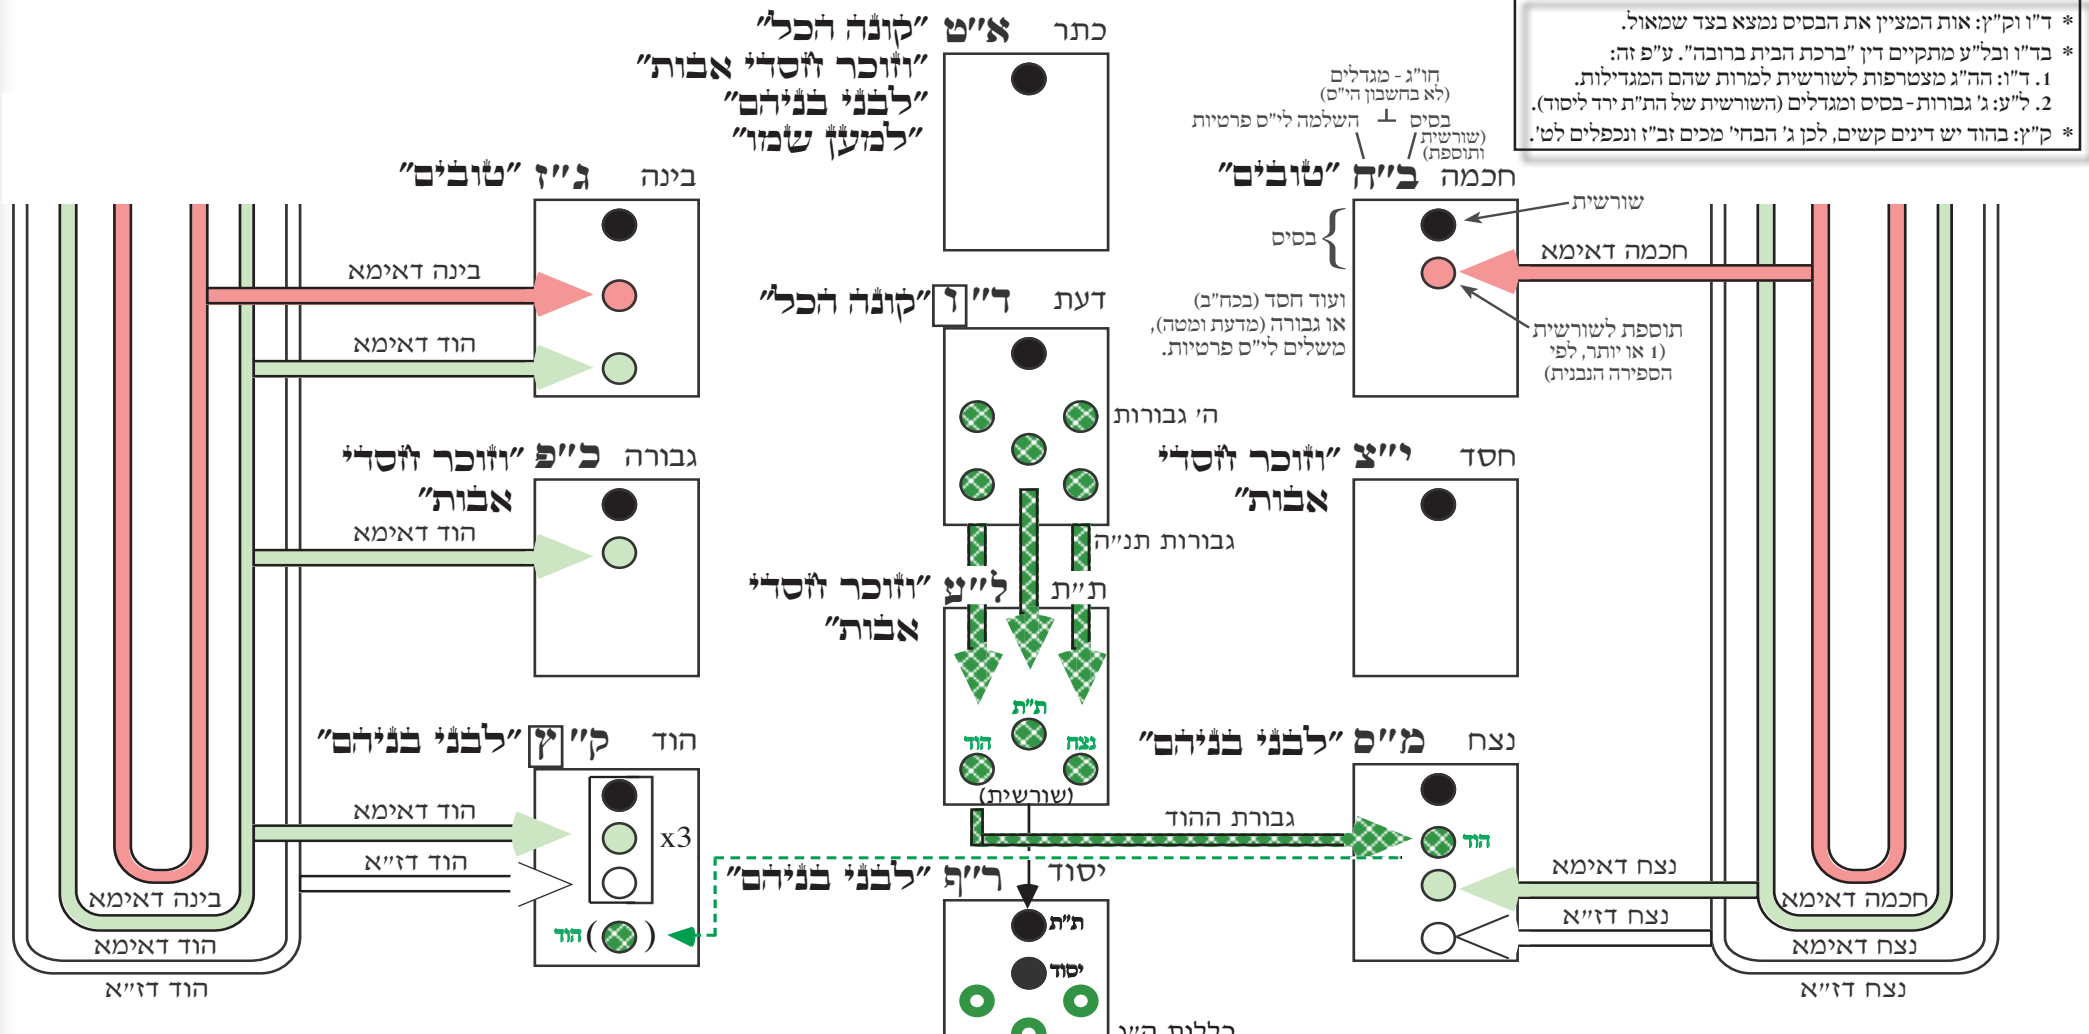 * ד״ו וק״ץ: אות המציין את הבסיס נמצא בצד שמאול.
* בד״ו ובל״ע מתקיים דין ״ברכת הבית ברובה״. ע״פ זה:
1. ד״ו: הה״ג מצטרפות לשורשית למרות שהם המגדילות.
2. ל״ע: ג׳ גבורות - בסיס ומגדלים (השורשית של הת״ת ירד ליסוד).
* ק״ץ: בהוד יש דינים קשים, לכן ג׳ הבחי׳ מכים זב״ז ונכפלים לט׳.
כתר א״ט ״קונה הכל״
״וזוכר חסדי אבות״
״לבני בניהם״
״למען שמו״
חו״ג - מגדלים
(לא בחשבון הי״ס)
בסיס ⊥ השלמה לי״ס פרטיות
(שורשית
ותוספת)
חכמה ב״ח ״טובים״
שורשית
בסיס
חכמה דאימא
תוספת לשורשית
(1 או יותר, לפי
הספירה הנבנית)
ועוד חסד (בכח״ב)
או גבורה (מדעת ומטה),
משלים לי״ס פרטיות.
בינה ג״ז ״טובים״
בינה דאימא
הוד דאימא
דעת ד״ו ״קונה הכל״
ה׳ גבורות
גבורות תנ״ה
חסד י״צ ״וזוכר חסדי
אבות״
גבורה כ״פ ״וזוכר חסדי
אבות״
הוד דאימא
ת״ת ל״ע ״וזוכר חסדי
אבות״
ת״ת
נצח
הוד
(שורשית)
נצח מ״ס ״לבני בניהם״
גבורת ההוד
הוד
נצח דאימא
נצח דז״א
חכמה דאימא
נצח דאימא
נצח דז״א
הוד ק״ץ ״לבני בניהם״
הוד דאימא
x3
הוד דז״א
( ) הוד
בינה דאימא
הוד דאימא
הוד דז״א
יסוד ר״ף ״לבני בניהם״
ת״ת
יסוד
כללות ה״ג